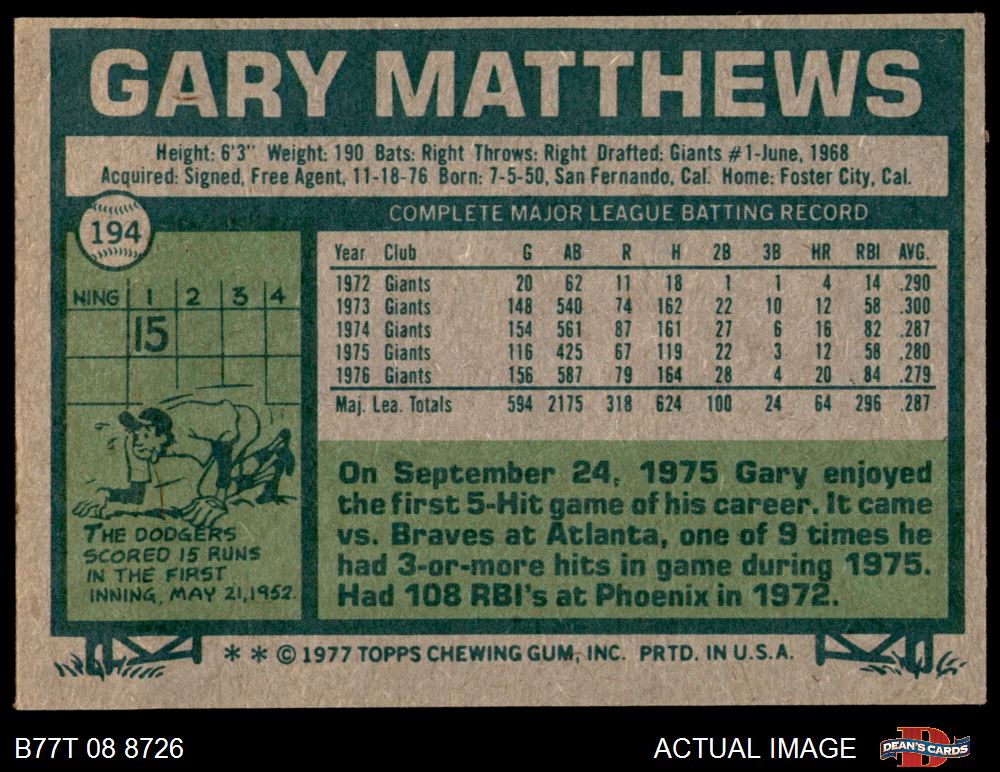 GARY MATTHEWS
Height: 6'3" Weight: 190 Bats: Right Throws: Right Drafted: Giants #1-June, 1968
Acquired: Signed, Free Agent, 11-18-76 Born: 7-5-50, San Fernando, Cal. Home: Foster City, Cal.
194
COMPLETE MAJOR LEAGUE BATTING RECORD
NING 1 2 3 4
15
THE DODGERS
SCORED 15 RUNS
IN THE FIRST
INNING, MAY 21, 1952.
Year Club G AB R H 2B 3B HR RBI AVG.
1972 Giants 20 62 11 18 1 1 4 14 .290
1973 Giants 148 540 74 162 22 10 12 58 .300
1974 Giants 154 561 87 161 27 6 16 82 .287
1975 Giants 116 425 67 119 22 3 12 58 .280
1976 Giants 156 587 79 164 28 4 20 84 .279
Maj. Lea. Totals 594 2175 318 624 100 24 64 296 .287
On September 24, 1975 Gary enjoyed
the first 5-Hit game of his career. It came
vs. Braves at Atlanta, one of 9 times he
had 3-or-more hits in game during 1975.
Had 108 RBI's at Phoenix in 1972.
* * © 1977 TOPPS CHEWING GUM, INC. PRTD. IN U.S.A.
B77T 08 8726
ACTUAL IMAGE
D
DEAN'S CARDS